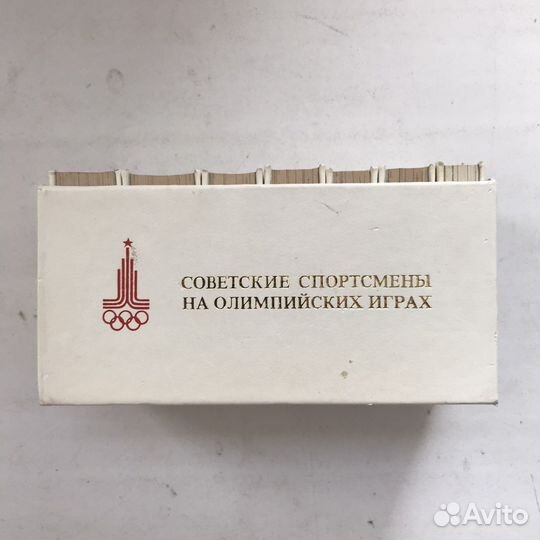 СОВЕТСКИЕ СПОРТСМЕНЫ
НА ОЛИМПИЙСКИХ ИГРАХ
Avito